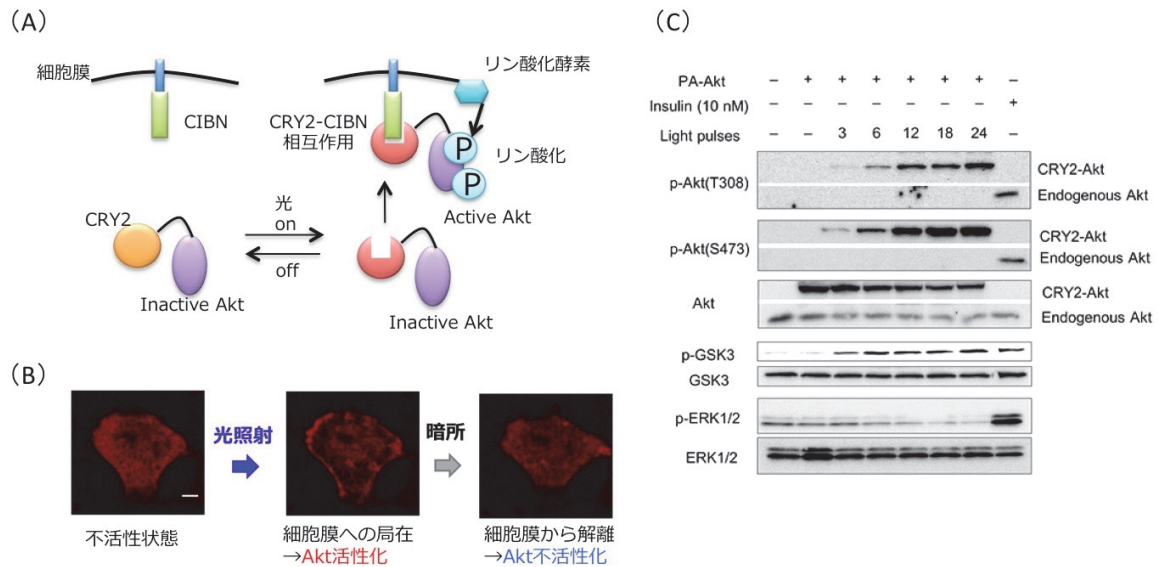 (A)
細胞膜
CIBN
CRY2
Inactive Akt
光
on
off
CRY2-CIBN
相互作用
リン酸化酵素
P
P
リン酸化
Active Akt
Inactive Akt
(B)
光照射
暗所
不活性状態
細胞膜への局在
→Akt活性化
細胞膜から解離
→Akt不活性化
(C)
PA-Akt – + + + + + + –
Insulin (10 nM) – – – – – – – +
Light pulses – – 3 6 12 18 24 –
p-Akt(T308)
CRY2-Akt
Endogenous Akt
p-Akt(S473)
CRY2-Akt
Endogenous Akt
Akt
CRY2-Akt
Endogenous Akt
p-GSK3
GSK3
p-ERK1/2
ERK1/2